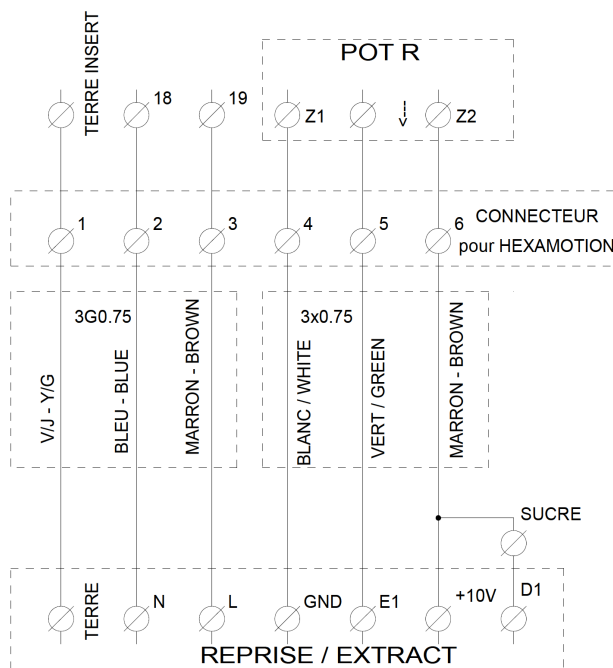 POT R
TERRE INSERT
18
19
Z1
Z2
1
2
3
4
5
6
CONNECTEUR
pour HEXAMOTION
3G0.75
3x0.75
V/J - Y/G
BLEU - BLUE
MARRON - BROWN
BLANC / WHITE
VERT / GREEN
MARRON - BROWN
SUCRE
TERRE
N
L
GND
E1
+10V
D1
REPRISE / EXTRACT